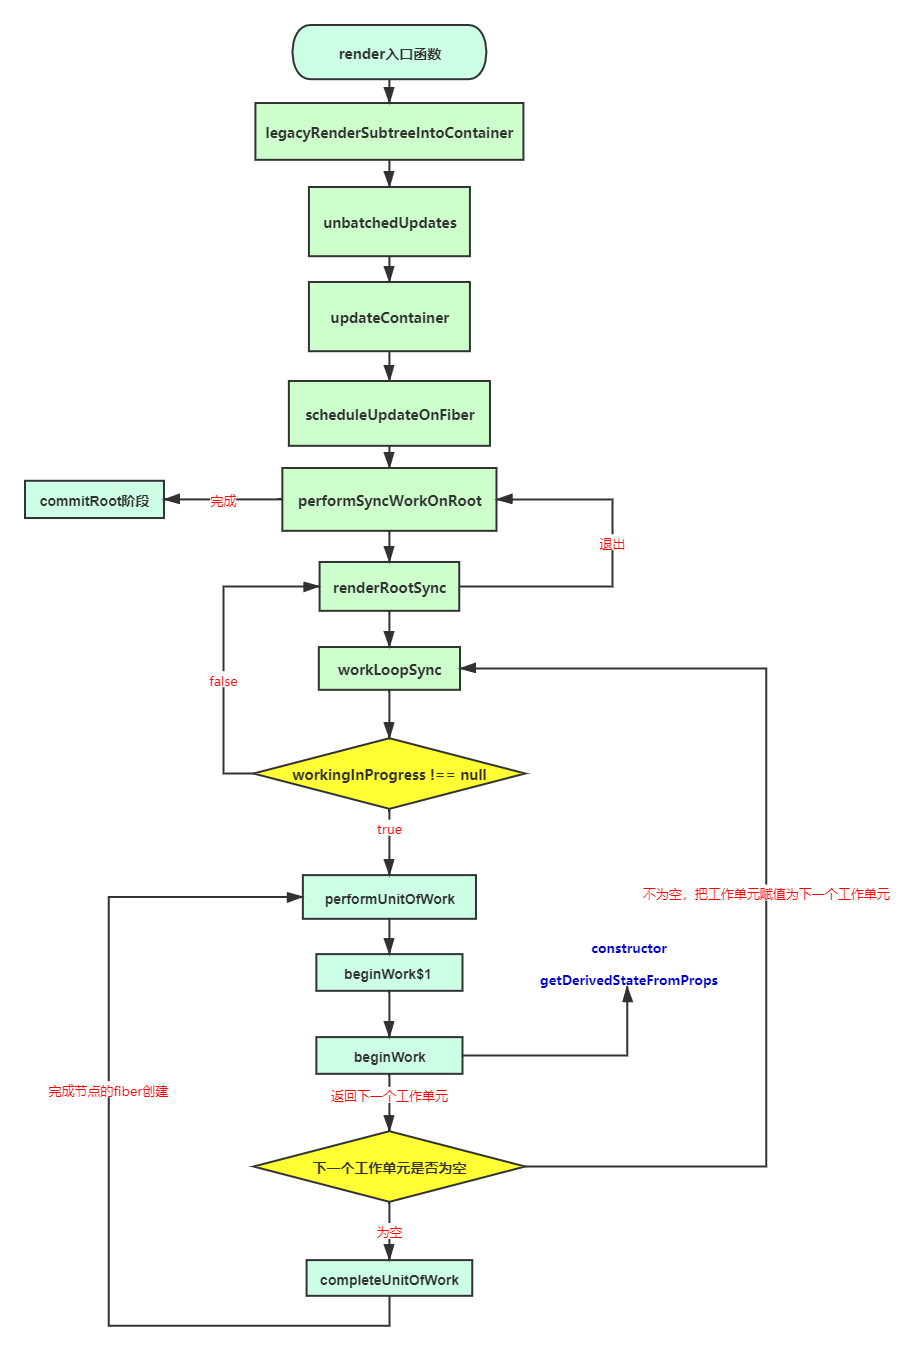 render入口函数
legacyRenderSubtreeIntoContainer
unbatchedUpdates
updateContainer
scheduleUpdateOnFiber
commitRoot阶段
完成
performSyncWorkOnRoot
退出
renderRootSync
workLoopSync
false
workingInProgress !== null
true
performUnitOfWork
不为空，把工作单元赋值为下一个工作单元
constructor
beginWork$1
getDerivedStateFromProps
beginWork
完成节点的fiber创建
返回下一个工作单元
下一个工作单元是否为空
为空
completeUnitOfWork